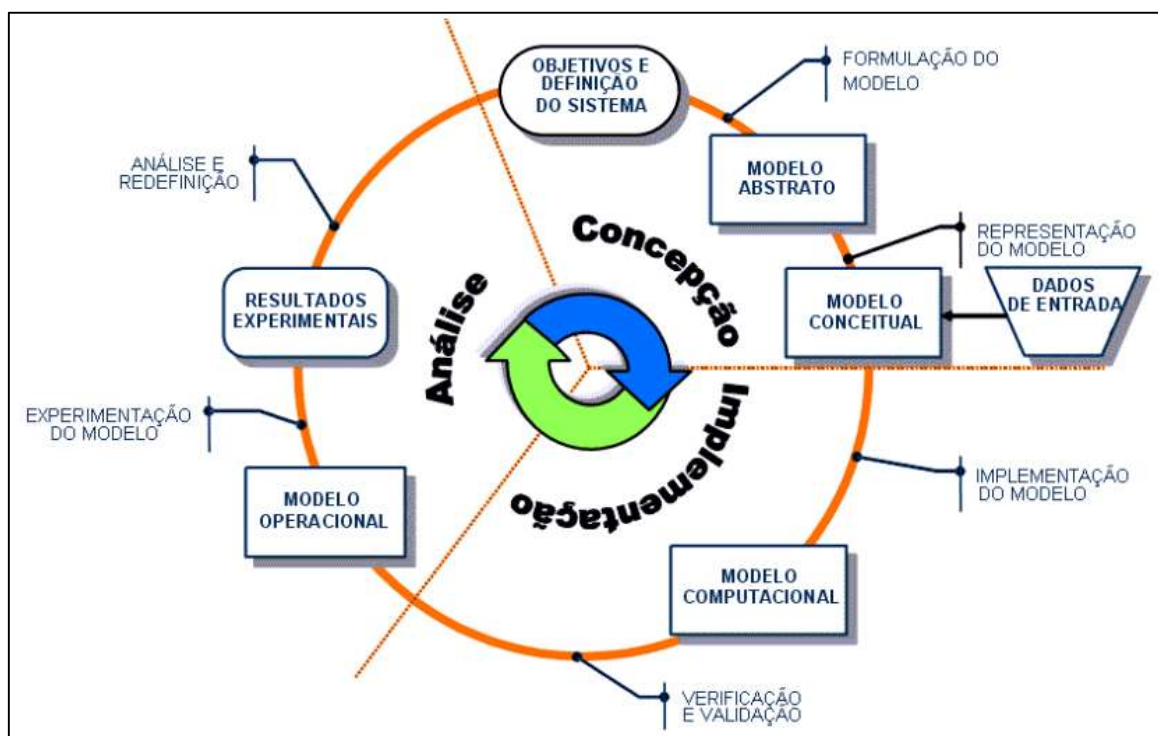 OBJETIVOS E
DEFINIÇÃO
DO SISTEMA
FORMULAÇÃO DO
MODELO
MODELO
ABSTRATO
REPRESENTAÇÃO
DO MODELO
MODELO
CONCEITUAL
DADOS
DE ENTRADA
IMPLEMENTAÇÃO
DO MODELO
MODELO
COMPUTACIONAL
VERIFICAÇÃO
E VALIDAÇÃO
MODELO
OPERACIONAL
EXPERIMENTAÇÃO
DO MODELO
RESULTADOS
EXPERIMENTAIS
ANÁLISE E
REDEFINIÇÃO
Concepção
Implementação
Análise